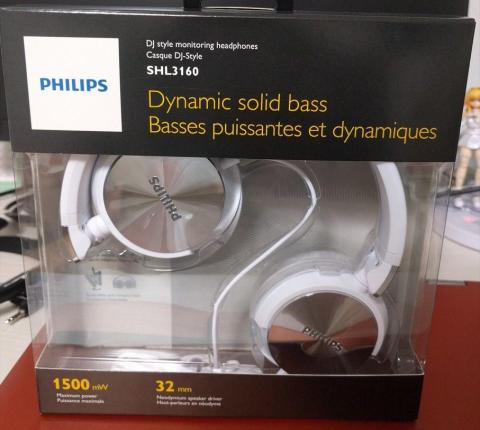 PHILIPS
DJ style monitoring headphones
Casque DJ-Style
SHL3160
Dynamic solid bass
Basses puissantes et dynamiques
PHILIPS
PHILIPS
1500 mW
Maximum power
Puissance maximale
32 mm
Neodymium speaker driver
Haut-parleurs en néodyme